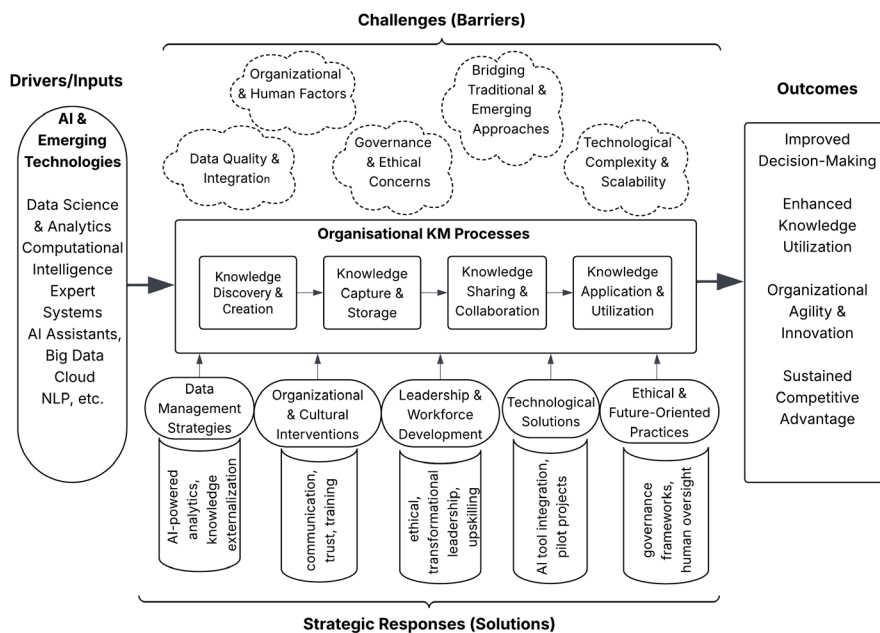 Challenges (Barriers)
Drivers/Inputs
AI &
Emerging
Technologies
Data Science
& Analytics
Computational
Intelligence
Expert
Systems
AI Assistants,
Big Data
Cloud
NLP, etc.
Organizational
& Human Factors
Bridging
Traditional &
Emerging
Approaches
Data Quality &
Integration
Governance
& Ethical
Concerns
Technological
Complexity &
Scalability
Organisational KM Processes
Knowledge
Discovery &
Creation
Knowledge
Capture &
Storage
Knowledge
Sharing &
Collaboration
Knowledge
Application &
Utilization
Outcomes
Improved
Decision-Making
Enhanced
Knowledge
Utilization
Organizational
Agility &
Innovation
Sustained
Competitive
Advantage
Data
Management
Strategies
Organizational
& Cultural
Interventions
Leadership &
Workforce
Development
Technological
Solutions
Ethical &
Future-Oriented
Practices
AI-powered
analytics,
knowledge
externalization
communication,
trust, training
ethical,
transformational
leadership,
upskilling
AI tool integration,
pilot projects
governance
frameworks,
human oversight
Strategic Responses (Solutions)